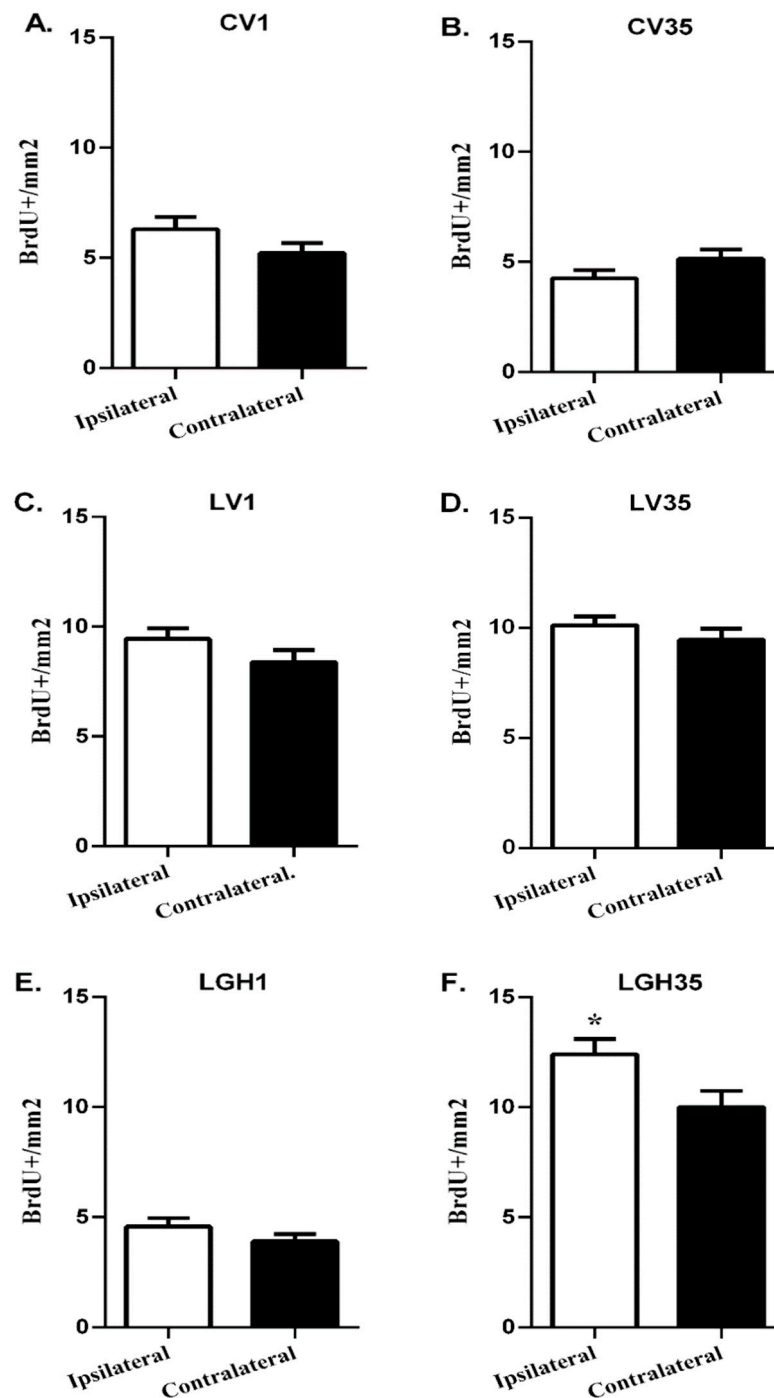 A. CV1
15
10
5
0
BrdU+/mm2
Ipsilateral
Contralateral
B. CV35
15
10
5
0
BrdU+/mm2
Ipsilateral
Contralateral
C. LV1
15
10
5
0
BrdU+/mm2
Ipsilateral
Contralateral.
D. LV35
15
10
5
0
BrdU+/mm2
Ipsilateral
Contralateral
E. LGH1
15
10
5
0
BrdU+/mm2
Ipsilateral
Contralateral
F. LGH35
15
10
5
0
BrdU+/mm2
*
Ipsilateral
Contralateral